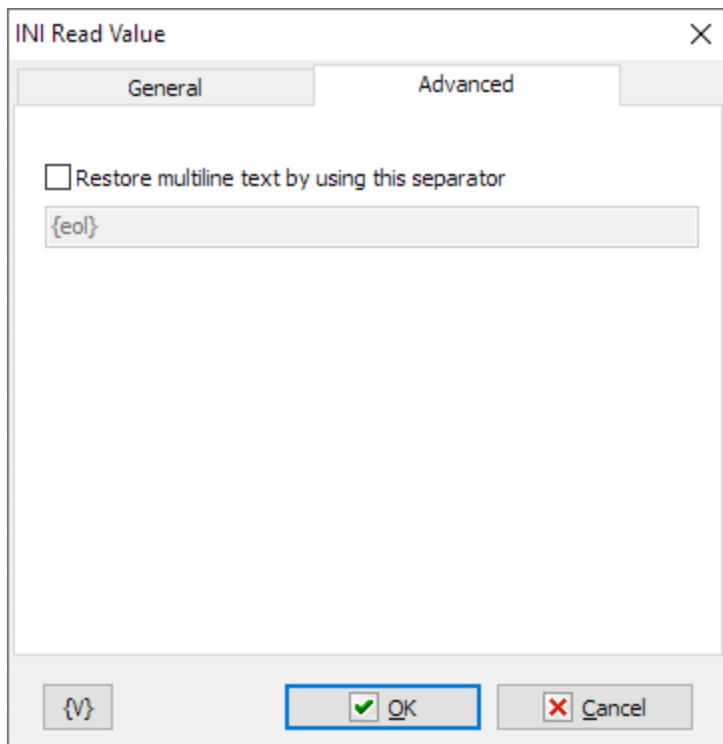 INI Read Value
General
Advanced
Restore multiline text by using this separator
{eol}
{V}
OK
Cancel